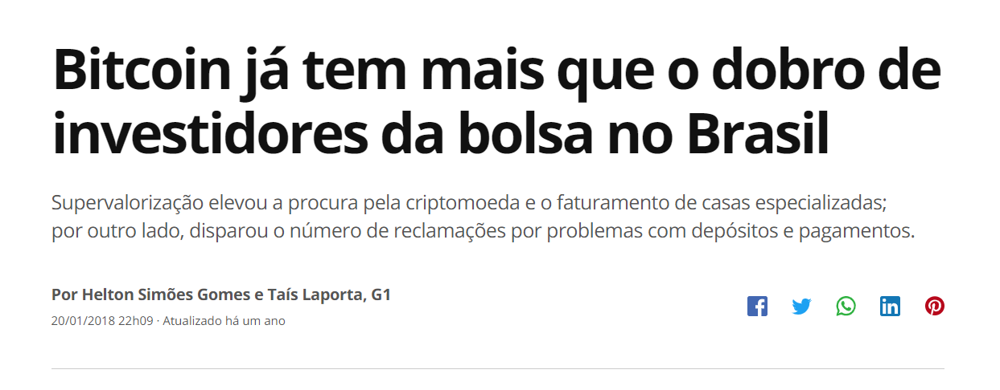 Bitcoin já tem mais que o dobro de
investidores da bolsa no Brasil
Supervalorização elevou a procura pela criptomoeda e o faturamento de casas especializadas;
por outro lado, disparou o número de reclamações por problemas com depósitos e pagamentos.
Por Helton Simões Gomes e Taís Laporta, G1
20/01/2018 22h09 · Atualizado há um ano